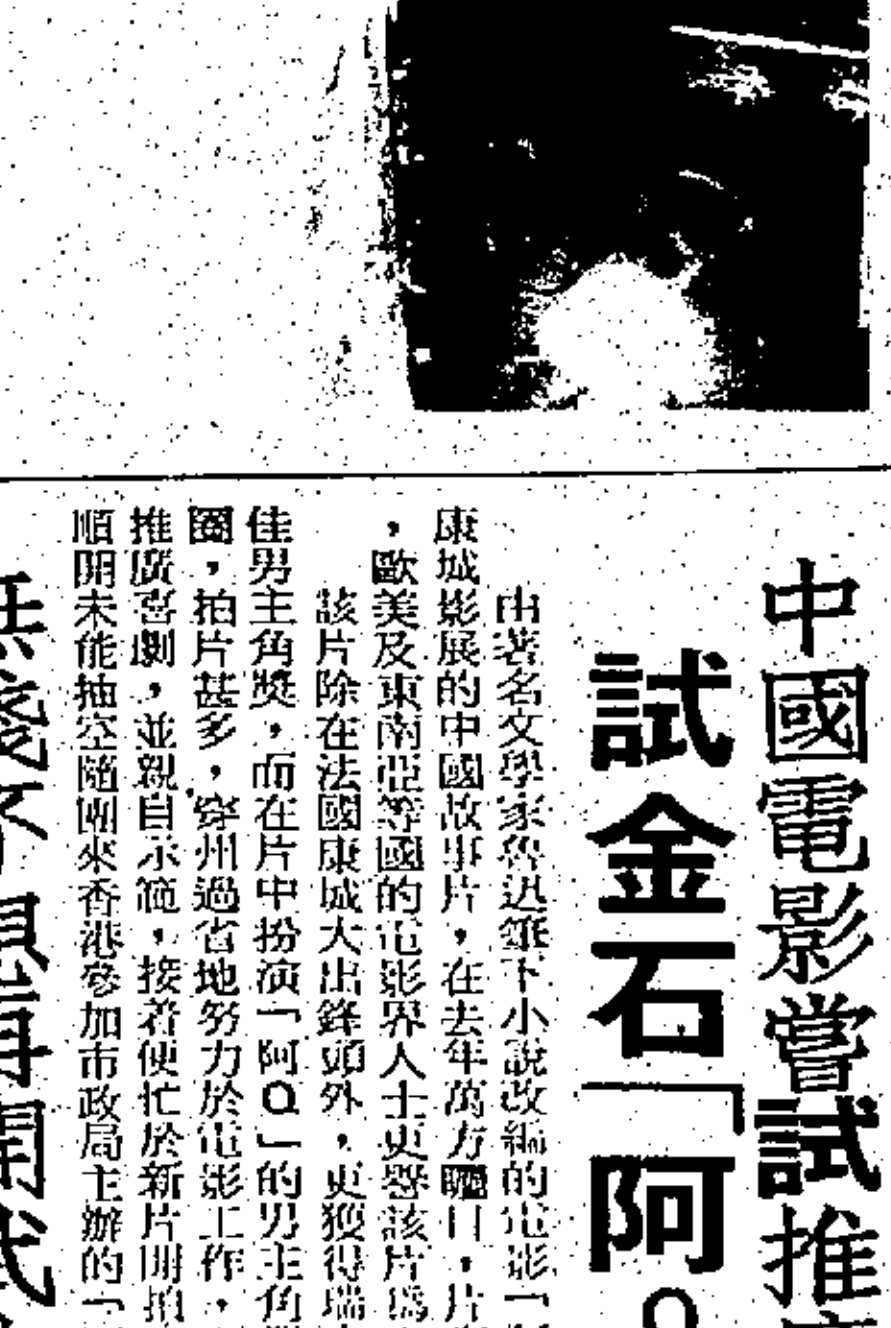 中國電影嘗試推
試金石「阿Q
由著名文學家魯迅筆下小說改編的電影「
康城影展的中國故事片，在去年萬方矚目，片
，歐美及東南亞等國的電影界人士更譽該片爲
該片除在法國康城大出鋒頭外，更獲得瑞
佳男主角獎，而在片中扮演「阿Q」的男主角
圈，拍片甚多，穿州過省地努力於電影工作，
推廣喜劇，並親自示範，接着便忙於新片開拍
順開未能抽空隨團來香港參加市政局主辦的「